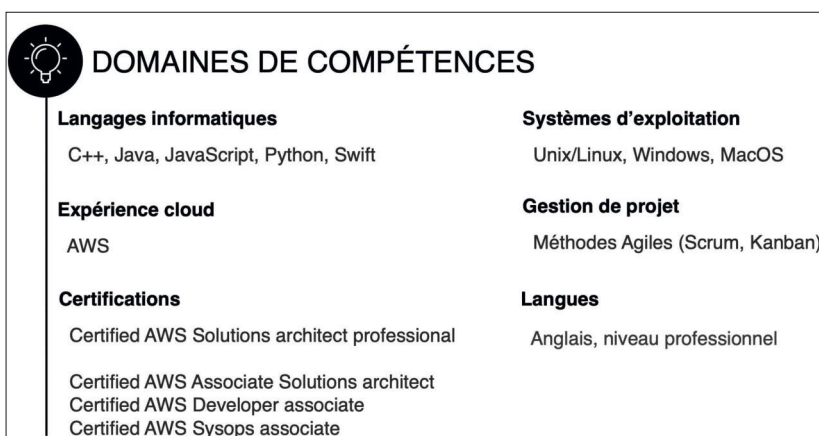 DOMAINES DE COMPÉTENCES
Langages informatiques
C++, Java, JavaScript, Python, Swift
Expérience cloud
AWS
Certifications
Certified AWS Solutions architect professional
Certified AWS Associate Solutions architect
Certified AWS Developer associate
Certified AWS Sysops associate
Systèmes d’exploitation
Unix/Linux, Windows, MacOS
Gestion de projet
Méthodes Agiles (Scrum, Kanban)
Langues
Anglais, niveau professionnel